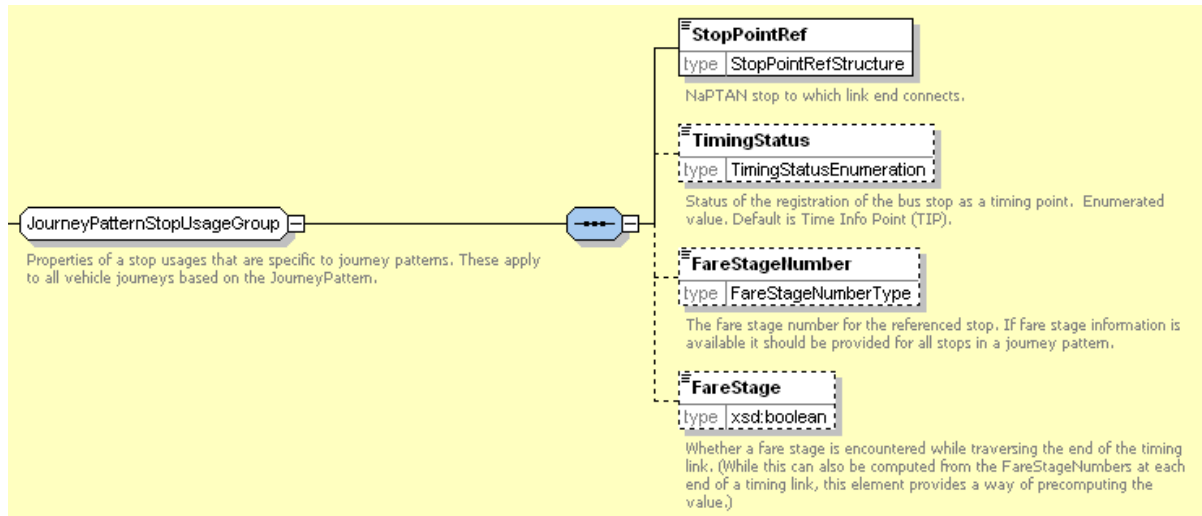 StopPointRef
type StopPointRefStructure
NaPTAN stop to which link end connects.
TimingStatus
type TimingStatusEnumeration
Status of the registration of the bus stop as a timing point. Enumerated
value. Default is Time Info Point (TIP).
JourneyPatternStopUsageGroup
Properties of a stop usages that are specific to journey patterns. These apply
to all vehicle journeys based on the JourneyPattern.
FareStageNumber
type FareStageNumberType
The fare stage number for the referenced stop. If fare stage information is
available it should be provided for all stops in a journey pattern.
FareStage
type xsd:boolean
Whether a fare stage is encountered while traversing the end of the timing
link. (While this can also be computed from the FareStageNumbers at each
end of a timing link, this element provides a way of precomputing the
value.)